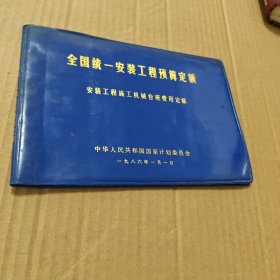 全国统一安装工程预算定额
安装工程施工机械台班费用定额
中华人民共和国国家计划委员会
一九八六年一月一日